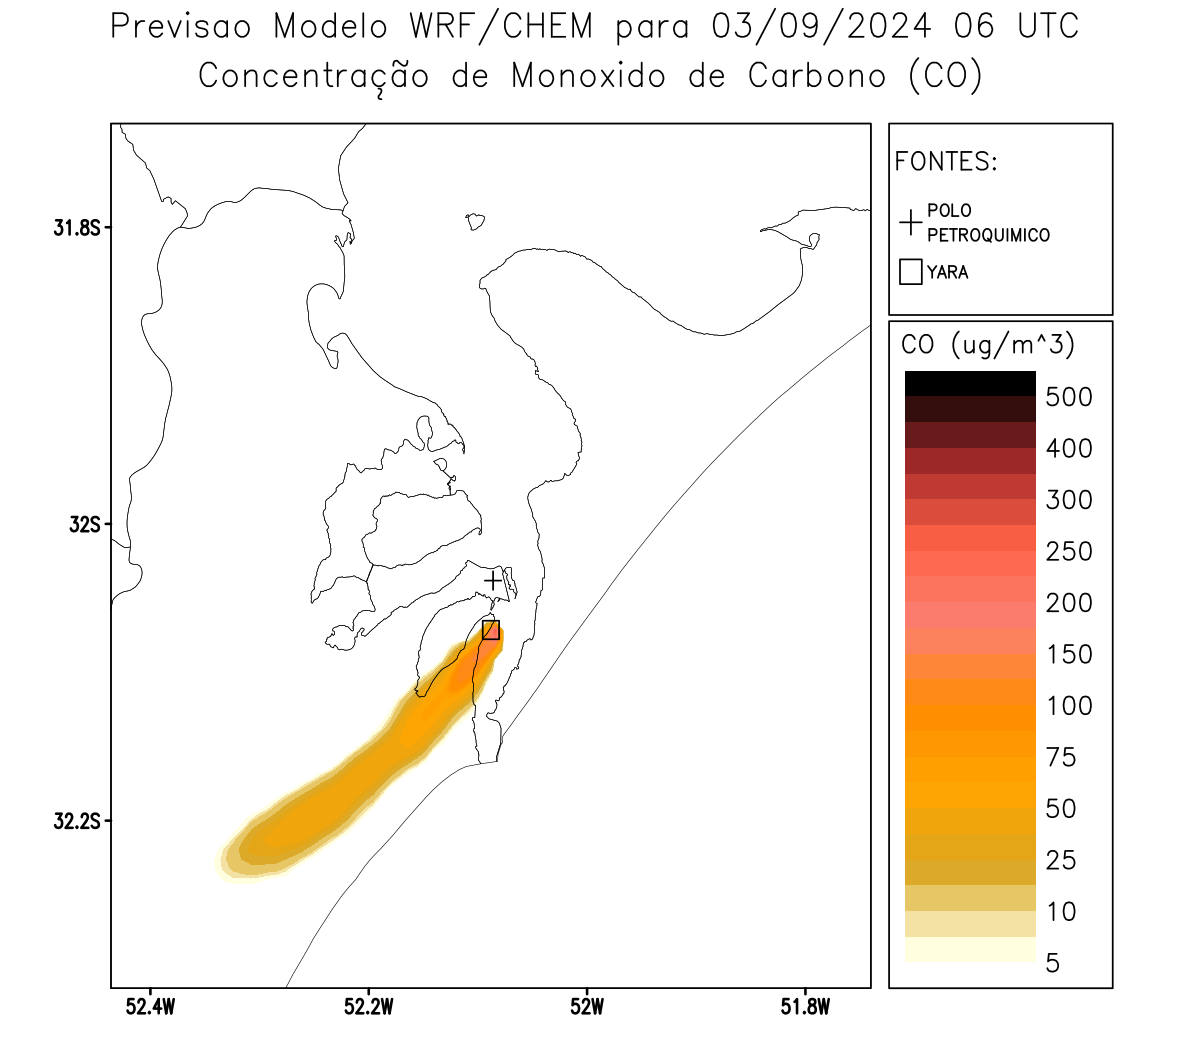 Previsao Modelo WRF/CHEM para 03/09/2024 06 UTC
Concentração de Monoxido de Carbono (CO)
FONTES:
POLO
PETROQUIMICO
YARA
CO (ug/m^3)
500
400
300
250
200
150
100
75
50
25
10
5
31.8S
32S
32.2S
52.4W
52.2W
52W
51.8W